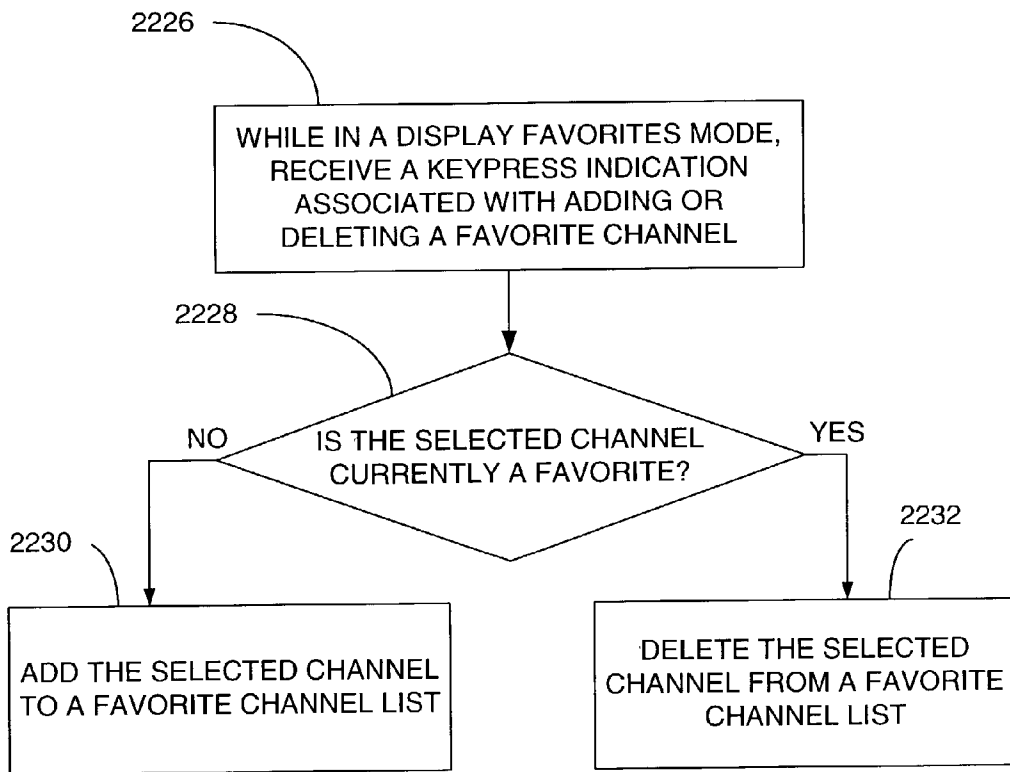 2226
WHILE IN A DISPLAY FAVORITES MODE,
RECEIVE A KEYPRESS INDICATION
ASSOCIATED WITH ADDING OR
DELETING A FAVORITE CHANNEL
2228
NO
IS THE SELECTED CHANNEL
CURRENTLY A FAVORITE?
YES
2230
2232
ADD THE SELECTED CHANNEL
TO A FAVORITE CHANNEL LIST
DELETE THE SELECTED
CHANNEL FROM A FAVORITE
CHANNEL LIST